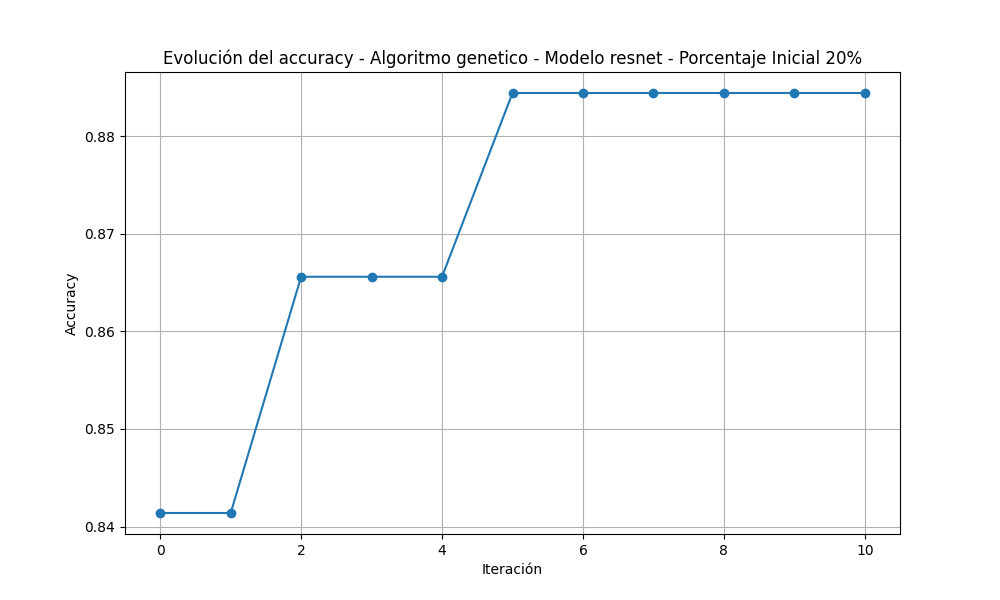 Evolución del accuracy - Algoritmo genetico - Modelo resnet - Porcentaje Inicial 20%
0.88
0.87
0.86
0.85
0.84
Accuracy
0 2 4 6 8 10
Iteración